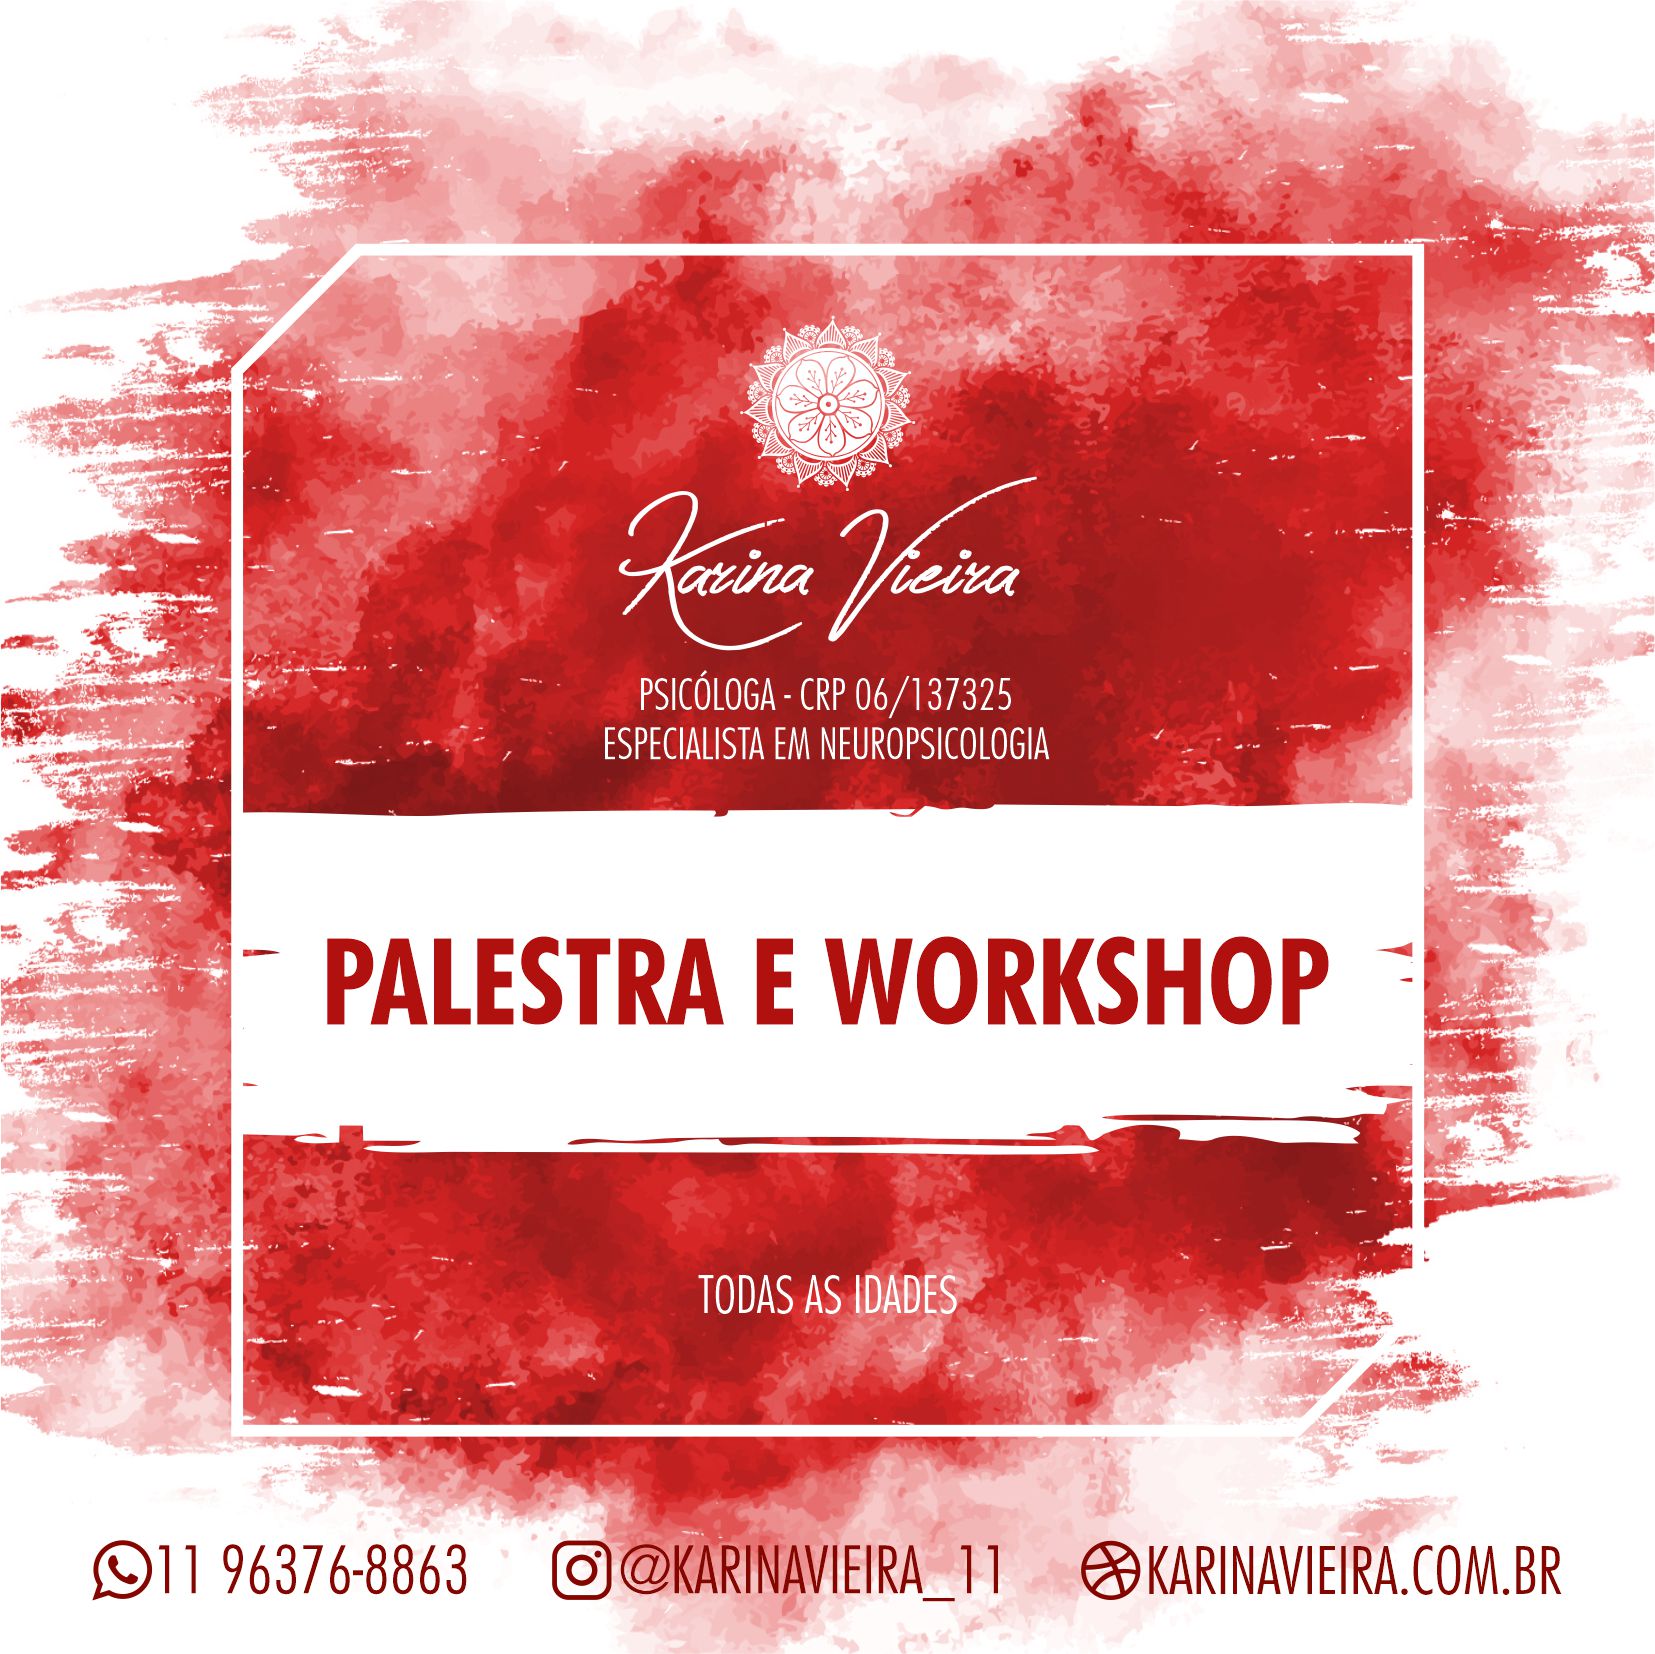 Karina Vieira
PSICÓLOGA - CRP 06/137325
ESPECIALISTA EM NEUROPSICOLOGIA
PALESTRA E WORKSHOP
TODAS AS IDADES
11 96376-8863 @KARINAVIEIRA_11 KARINAVIEIRA.COM.BR